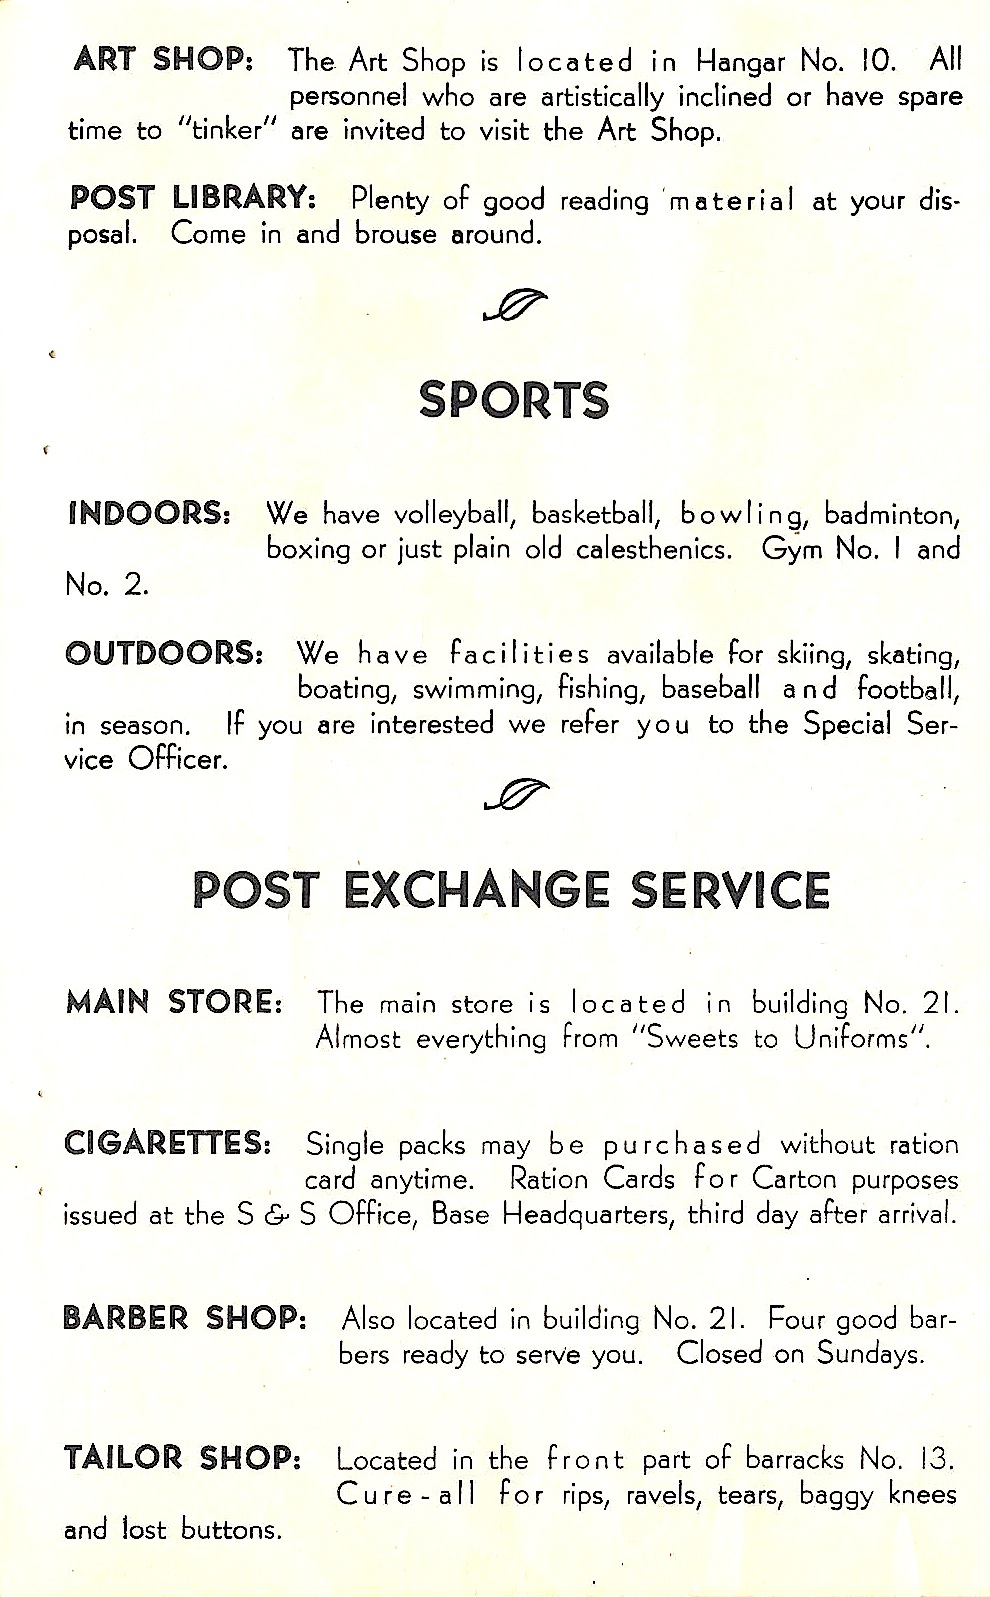 ART SHOP: The Art Shop is located in Hangar No. 10. All
personnel who are artistically inclined or have spare
time to "tinker" are invited to visit the Art Shop.
POST LIBRARY: Plenty of good reading material at your dis-
posal. Come in and brouse around.
SPORTS
INDOORS: We have volleyball, basketball, bowling, badminton,
boxing or just plain old calesthenics. Gym No. 1 and
No. 2.
OUTDOORS: We have facilities available for skiing, skating,
boating, swimming, fishing, baseball and football,
in season. If you are interested we refer you to the Special Ser-
vice Officer.
POST EXCHANGE SERVICE
MAIN STORE: The main store is located in building No. 21.
Almost everything from "Sweets to Uniforms".
CIGARETTES: Single packs may be purchased without ration
card anytime. Ration Cards for Carton purposes
issued at the S & S Office, Base Headquarters, third day after arrival.
BARBER SHOP: Also located in building No. 21. Four good bar-
bers ready to serve you. Closed on Sundays.
TAILOR SHOP: Located in the front part of barracks No. 13.
Cure-all for rips, ravels, tears, baggy knees
and lost buttons.